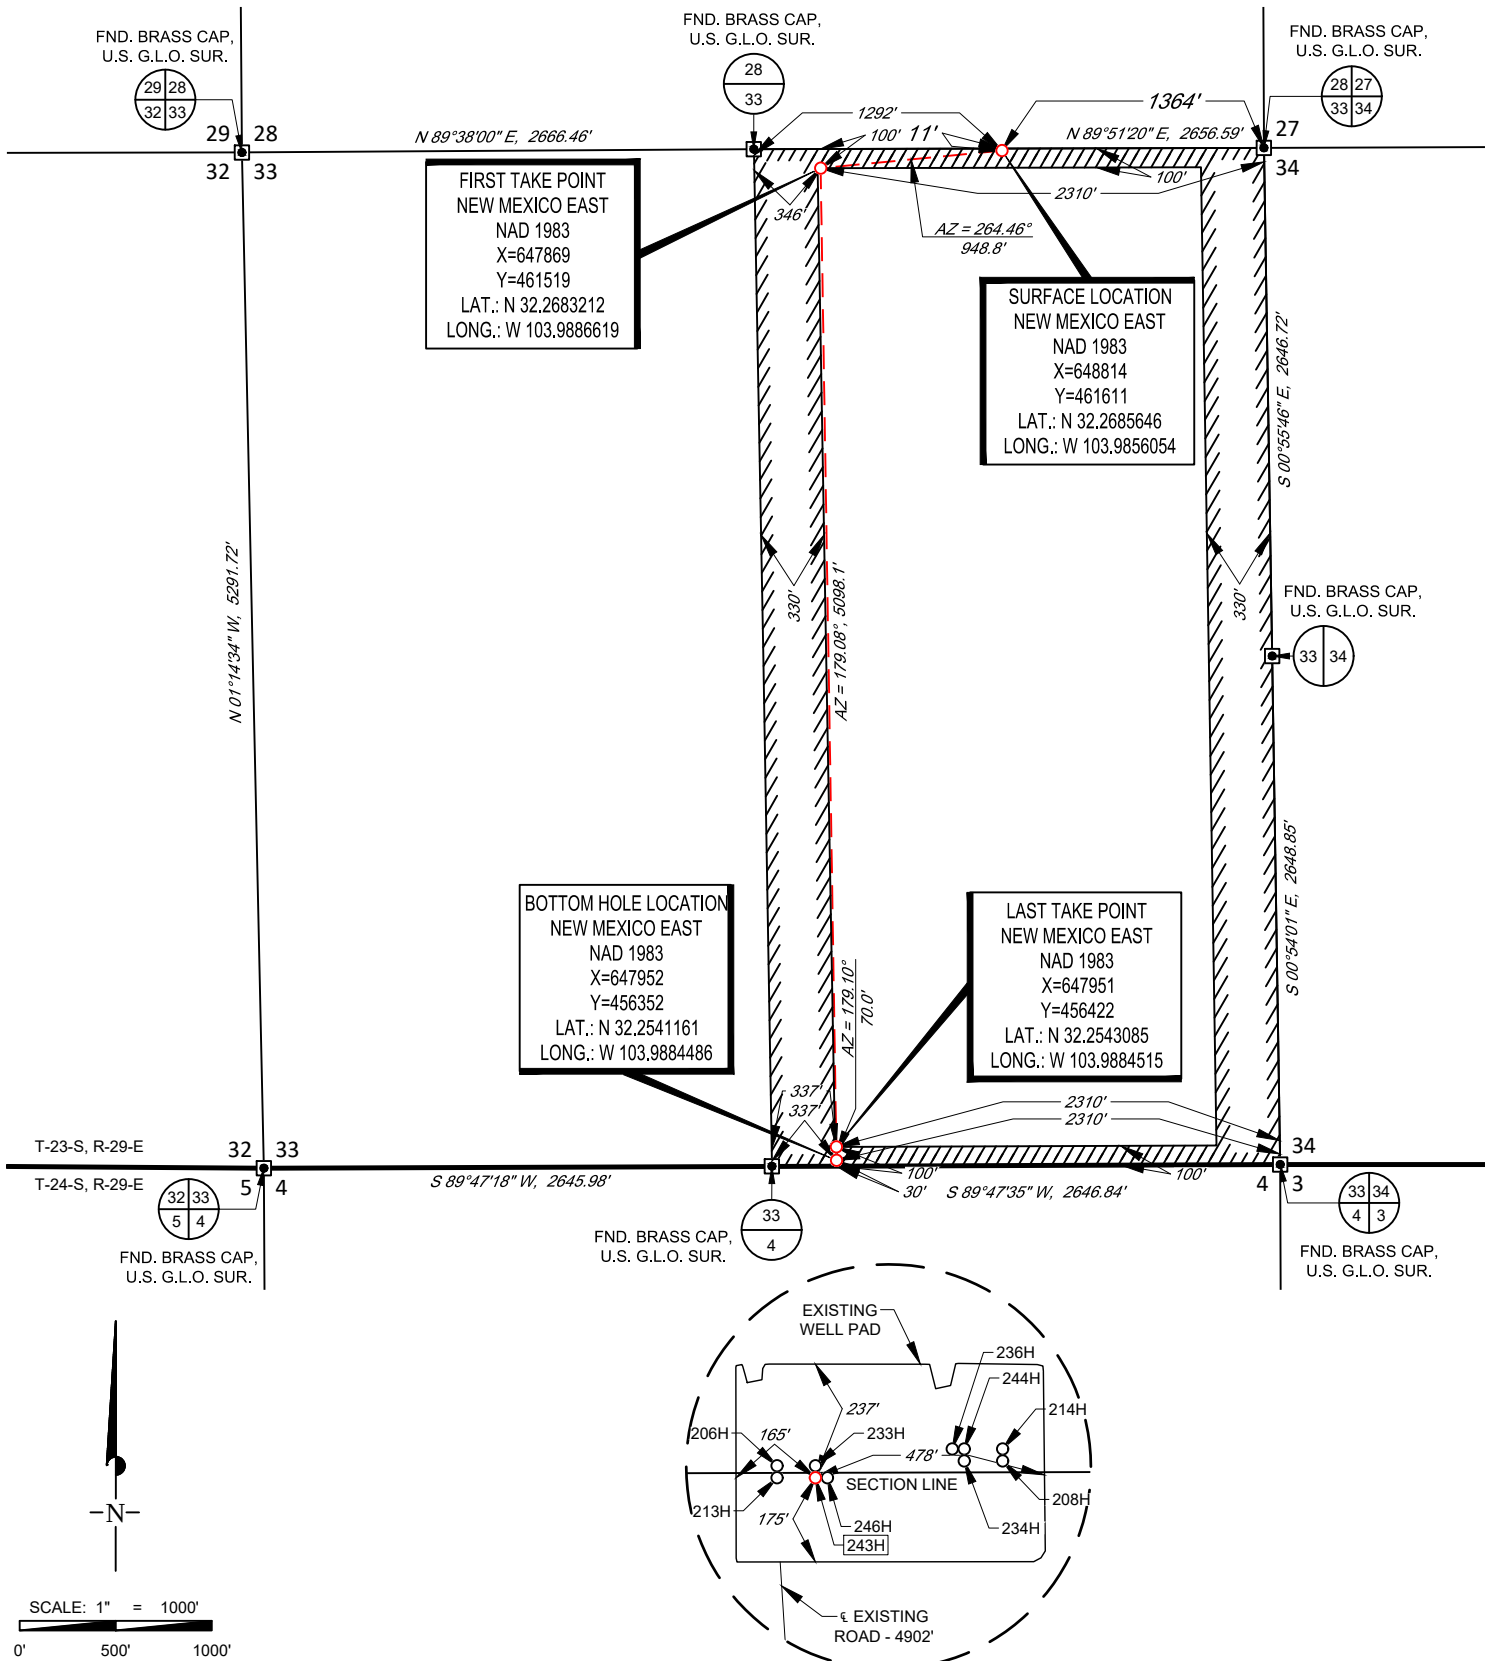 FND. BRASS CAP,
U.S. G.L.O. SUR.
29 28
32 33
FND. BRASS CAP,
U.S. G.L.O. SUR.
28
33
FND. BRASS CAP,
U.S. G.L.O. SUR.
28 27
33 34
29 28
32 33
N 89°38'00" E, 2666.46'
1292'
100' 11'
1364'
N 89°51'20" E, 2656.59'
27
34
100'
2310'
346'
AZ = 264.46°
948.8'
FIRST TAKE POINT
NEW MEXICO EAST
NAD 1983
X=647869
Y=461519
LAT.: N 32.2683212
LONG.: W 103.9886619
SURFACE LOCATION
NEW MEXICO EAST
NAD 1983
X=648814
Y=461611
LAT.: N 32.2685646
LONG.: W 103.9856054
S 00°55'46" E, 2646.72'
N 01°14'34" W, 5291.72'
330'
AZ = 179.08°, 5098.1'
330'
FND. BRASS CAP,
U.S. G.L.O. SUR.
33 34
S 00°54'01" E, 2648.85'
BOTTOM HOLE LOCATION
NEW MEXICO EAST
NAD 1983
X=647952
Y=456352
LAT.: N 32.2541161
LONG.: W 103.9884486
AZ = 179.10°
70.0'
LAST TAKE POINT
NEW MEXICO EAST
NAD 1983
X=647951
Y=456422
LAT.: N 32.2543085
LONG.: W 103.9884515
337'
337'
2310'
2310'
T-23-S, R-29-E
T-24-S, R-29-E
32 33
5 4
S 89°47'18" W, 2645.98'
100'
30'
S 89°47'35" W, 2646.84'
100'
34
4 3
32 33
5 4
FND. BRASS CAP,
U.S. G.L.O. SUR.
33
4
FND. BRASS CAP,
U.S. G.L.O. SUR.
33 34
4 3
FND. BRASS CAP,
U.S. G.L.O. SUR.
EXISTING
WELL PAD
236H
244H
214H
237'
206H
165'
233H
478'
SECTION LINE
208H
213H
175'
246H
234H
243H
℄ EXISTING
ROAD - 4902'
-N-
SCALE: 1" = 1000'
0' 500' 1000'